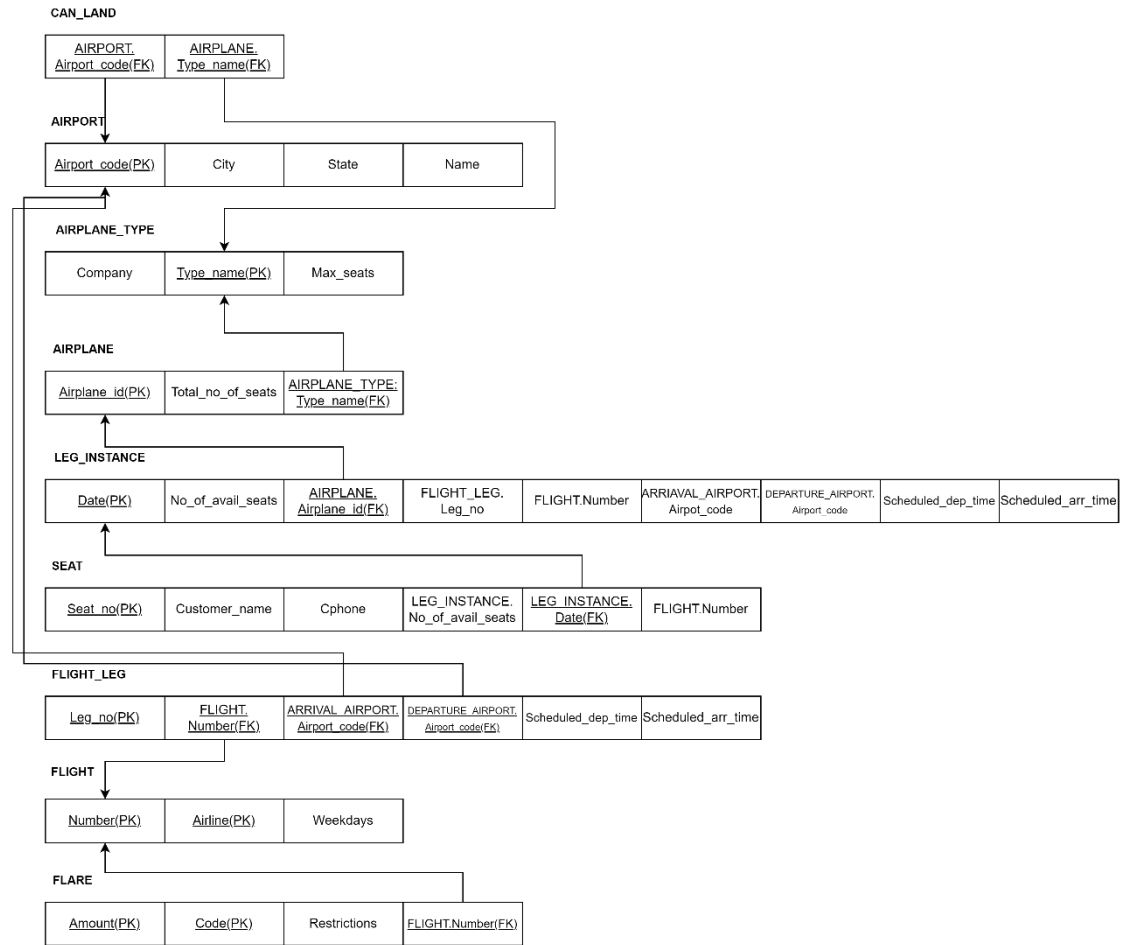 CAN_LAND
AIRPORT.
Airport_code(FK)
AIRPLANE.
Type_name(FK)
AIRPORT
Airport_code(PK)
City
State
Name
AIRPLANE_TYPE
Company
Type_name(PK)
Max_seats
AIRPLANE
Airplane_id(PK)
Total_no_of_seats
AIRPLANE_TYPE:
Type_name(FK)
LEG_INSTANCE
Date(PK)
No_of_avail_seats
AIRPLANE.
Airplane_id(FK)
FLIGHT_LEG.
Leg_no
FLIGHT.Number
ARRIAVAL_AIRPORT.
Airpot_code
DEPARTURE_AIRPORT.
Airport_code
Scheduled_dep_time
Scheduled_arr_time
SEAT
Seat_no(PK)
Customer_name
Cphone
LEG_INSTANCE.
No_of_avail_seats
LEG_INSTANCE.
Date(FK)
FLIGHT.Number
FLIGHT_LEG
Leg_no(PK)
FLIGHT.
Number(FK)
ARRIVAL_AIRPORT.
Airport_code(FK)
DEPARTURE_AIRPORT.
Airport_code(FK)
Scheduled_dep_time
Scheduled_arr_time
FLIGHT
Number(PK)
Airline(PK)
Weekdays
FLARE
Amount(PK)
Code(PK)
Restrictions
FLIGHT.Number(FK)